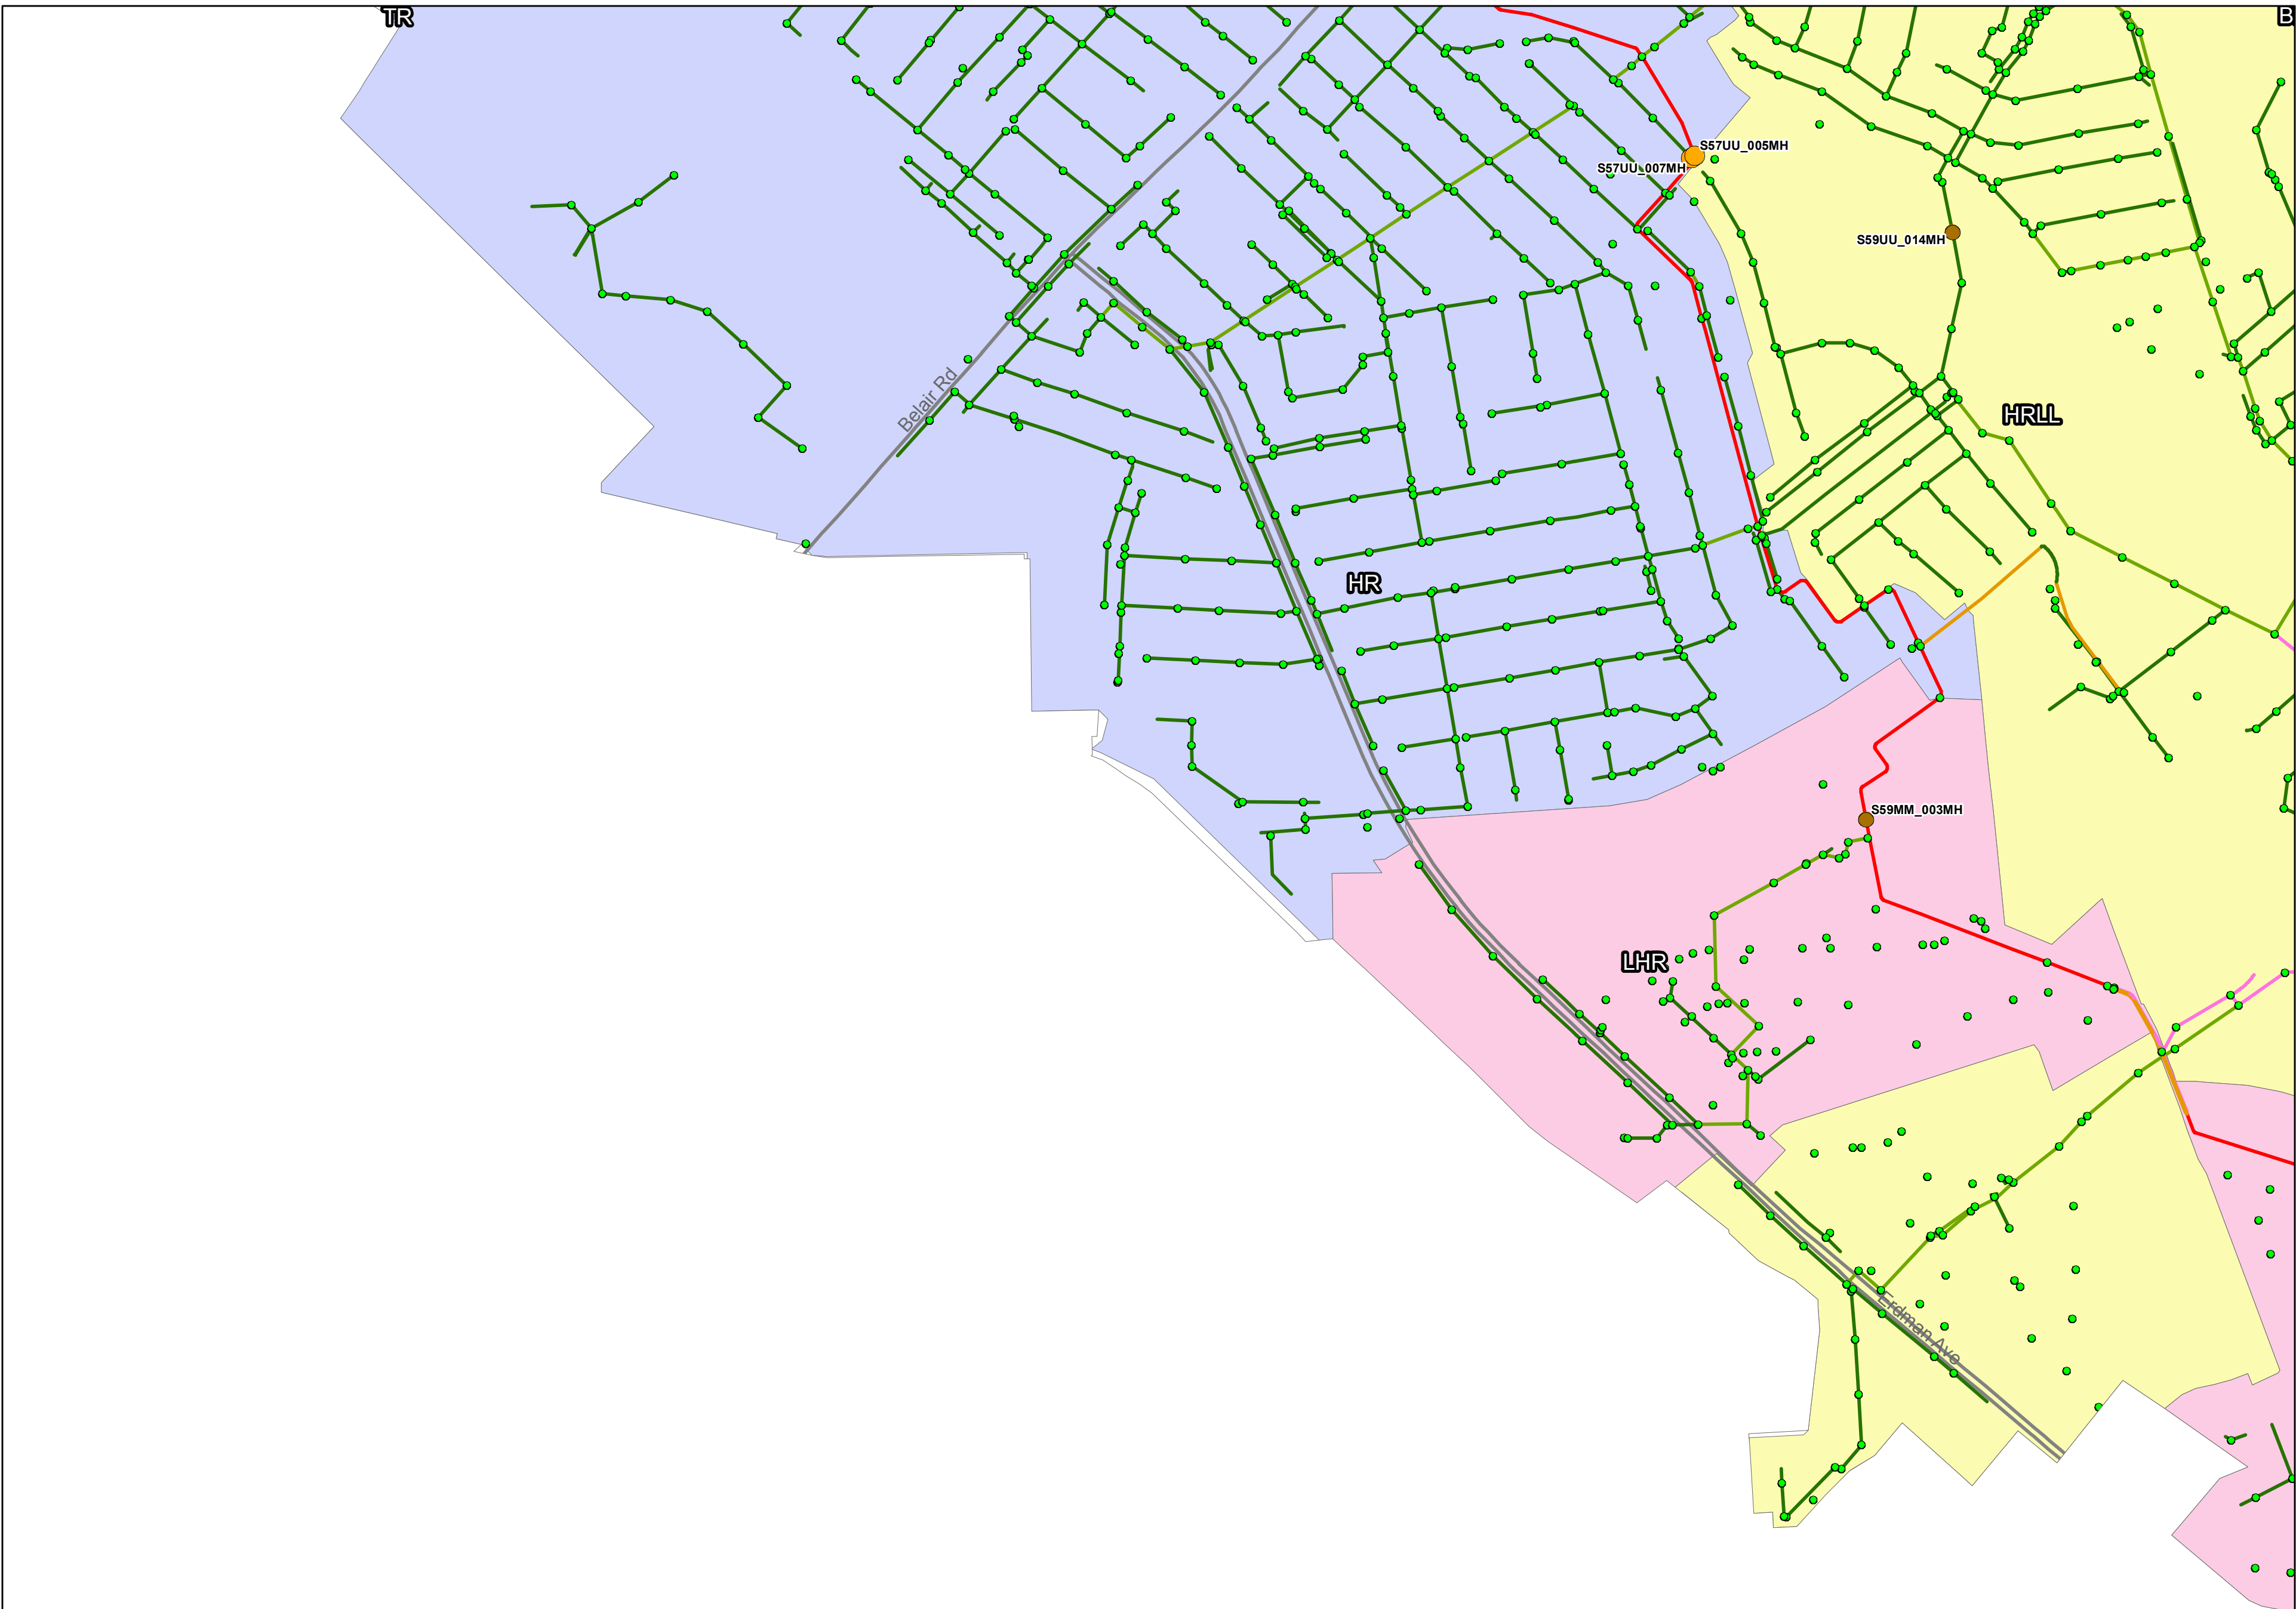 TR
B
S57UU_005MH
S57UU_007MH
S59UU_014MH
Belair Rd
HRLL
HR
S59MM_003MH
LHR
Erdman Ave